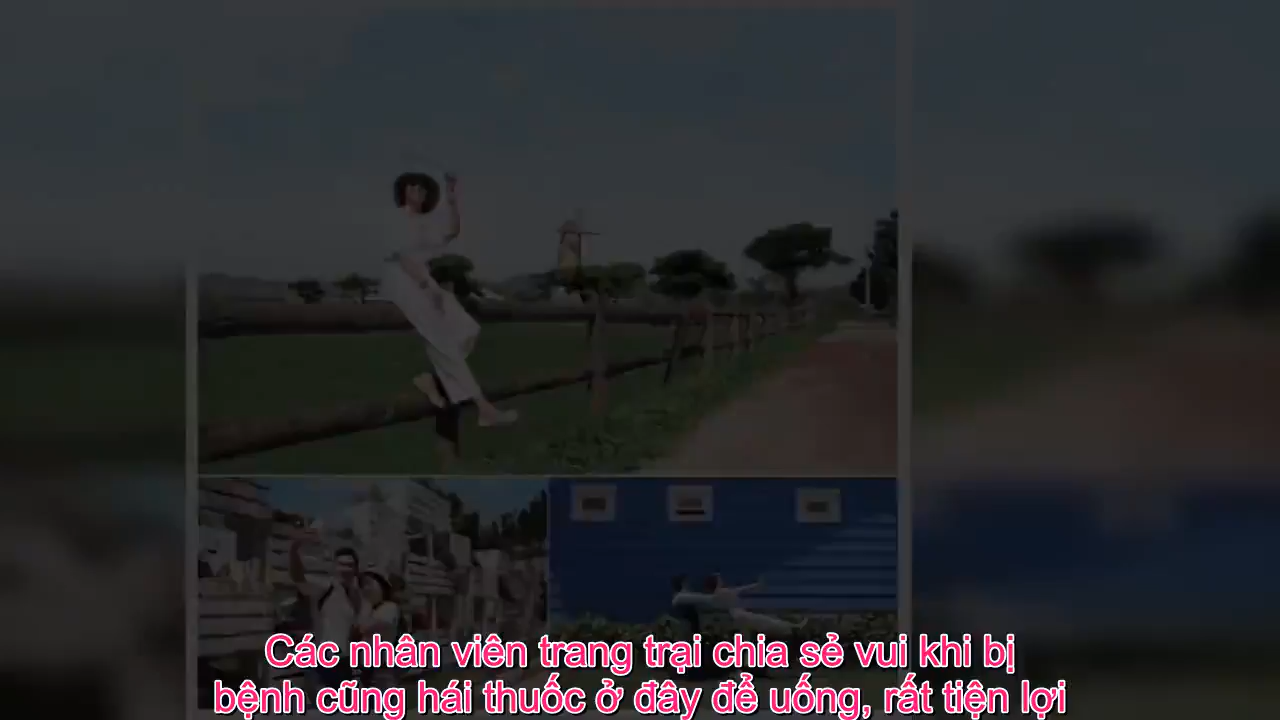 Các nhân viên trang trại chia sẻ vui khi bị
bệnh cũng hái thuốc ở đây để uống, rất tiện lợi